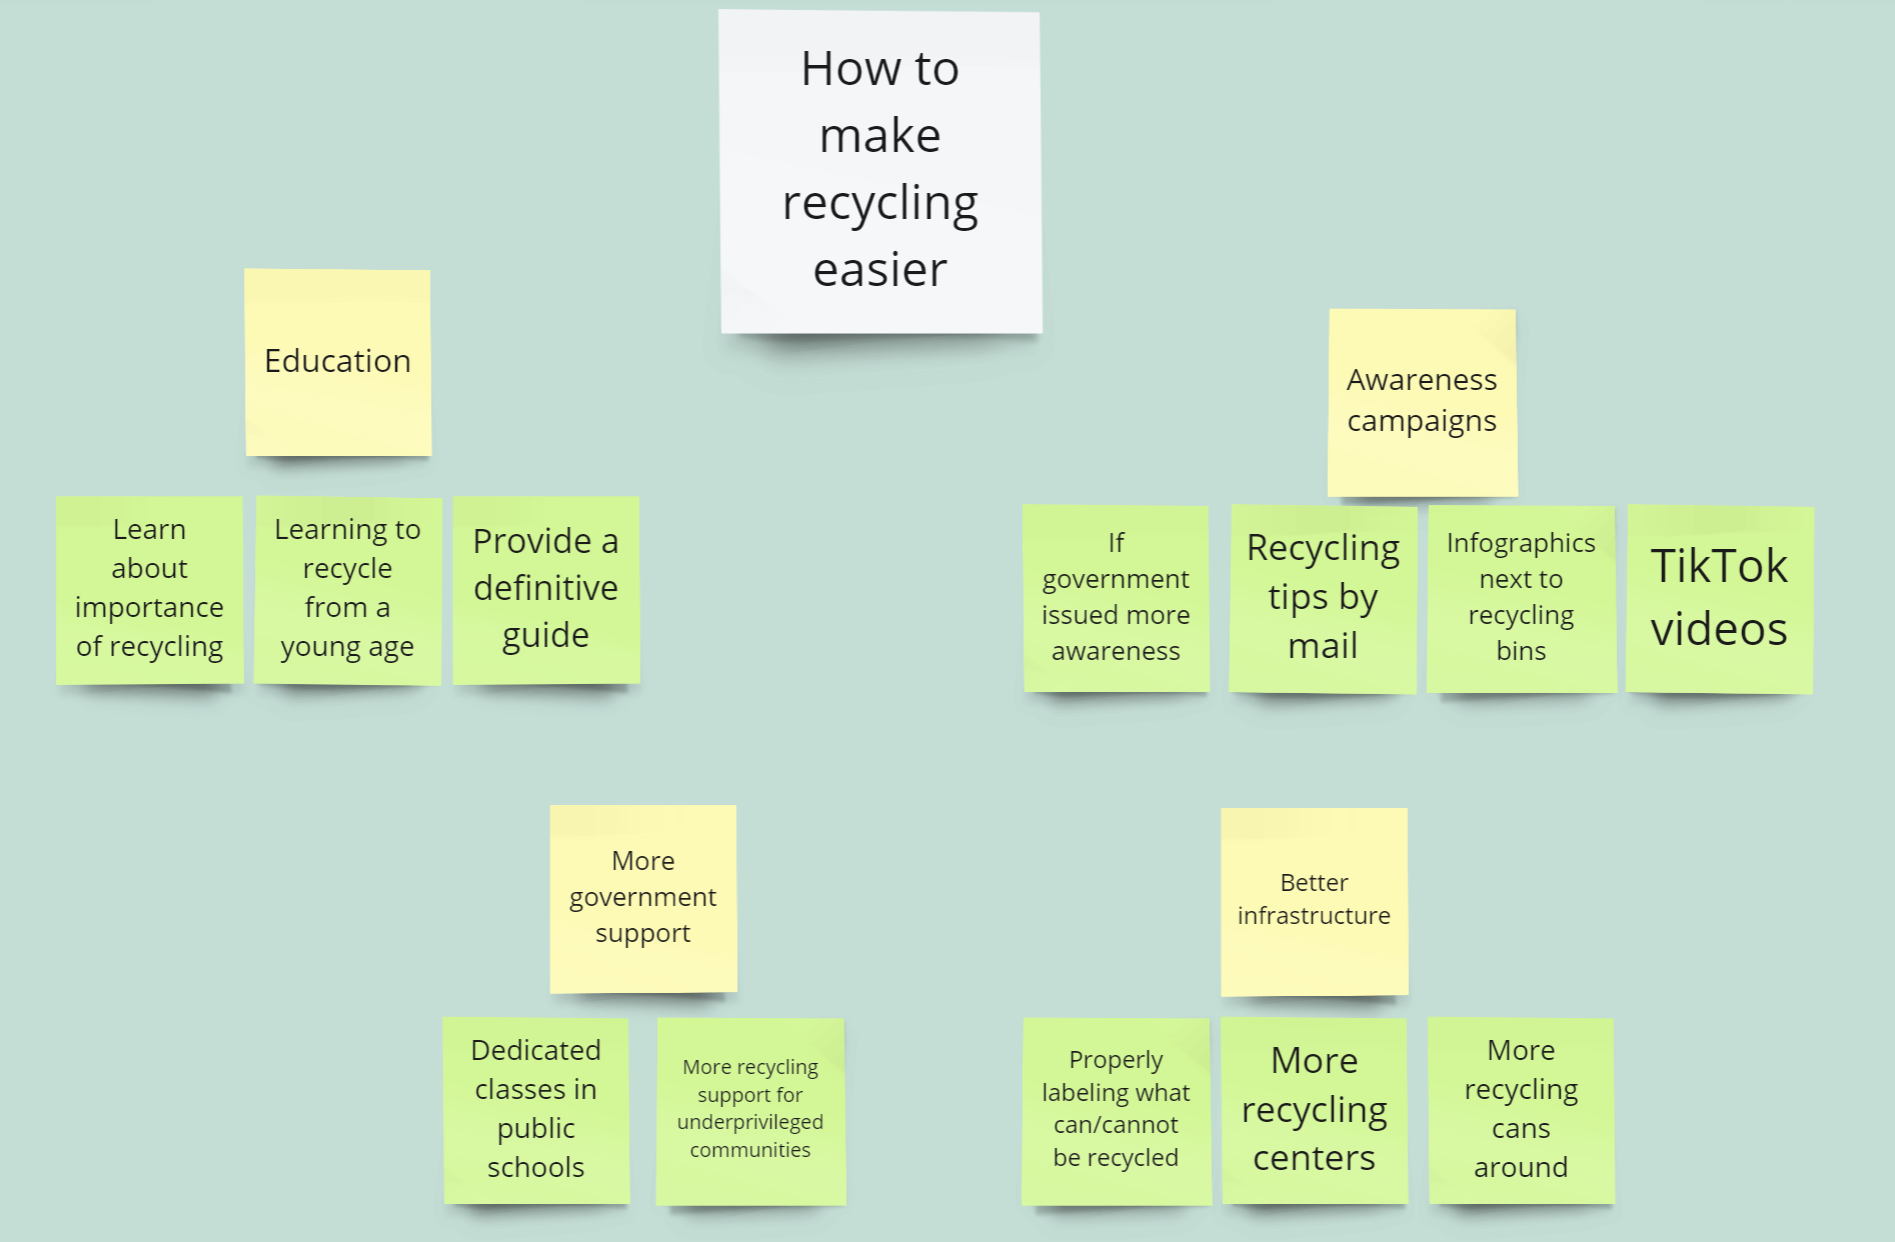 How to
make
recycling
easier
Education
Learn
about
importance
of recycling
Learning to
recycle
from a
young age
Provide a
definitive
guide
Awareness
campaigns
If
government
issued more
awareness
Recycling
tips by
mail
Infographics
next to
recycling
bins
TikTok
videos
More
government
support
Dedicated
classes in
public
schools
More recycling
support for
underprivileged
communities
Better
infrastructure
Properly
labeling what
can/cannot
be recycled
More
recycling
centers
More
recycling
cans
around